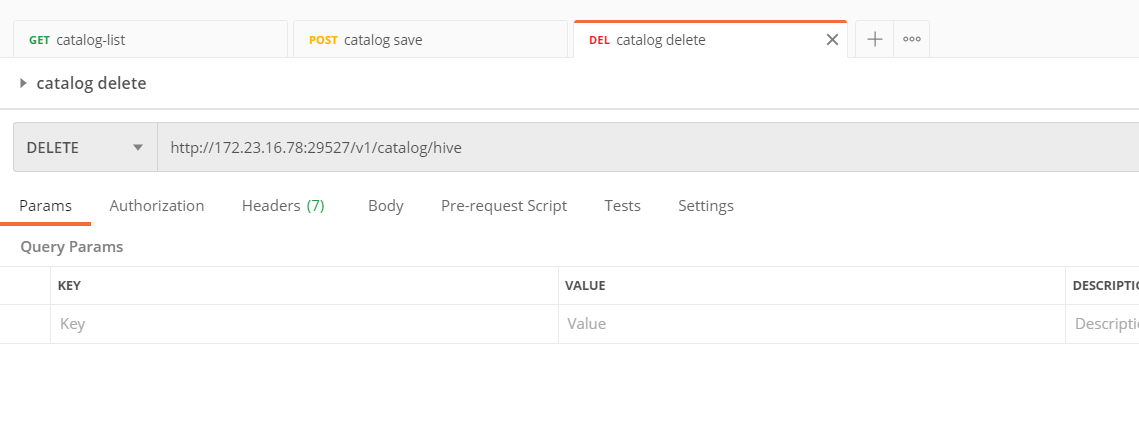 GET catalog-list POST catalog save DEL catalog delete
catalog delete
DELETE http://172.23.16.78:29527/v1/catalog/hive
Params Authorization Headers (7) Body Pre-request Script Tests Settings
Query Params
KEY VALUE DESCRIPTIO
Key Value Descripti